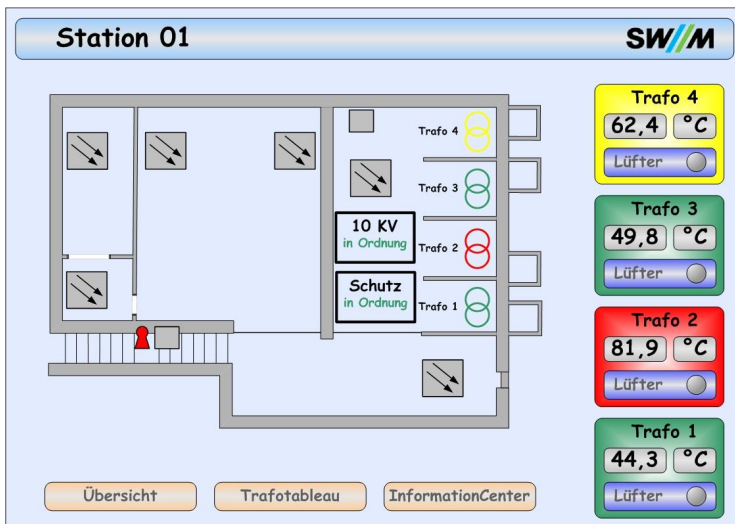 Station 01
SW//M
Trafo 4
Trafo 3
10 KV
in Ordnung
Trafo 2
Schutz
in Ordnung
Trafo 1
Trafo 4
62,4 °C
Lüfter
Trafo 3
49,8 °C
Lüfter
Trafo 2
81,9 °C
Lüfter
Trafo 1
44,3 °C
Lüfter
Übersicht
Trafotableau
InformationCenter